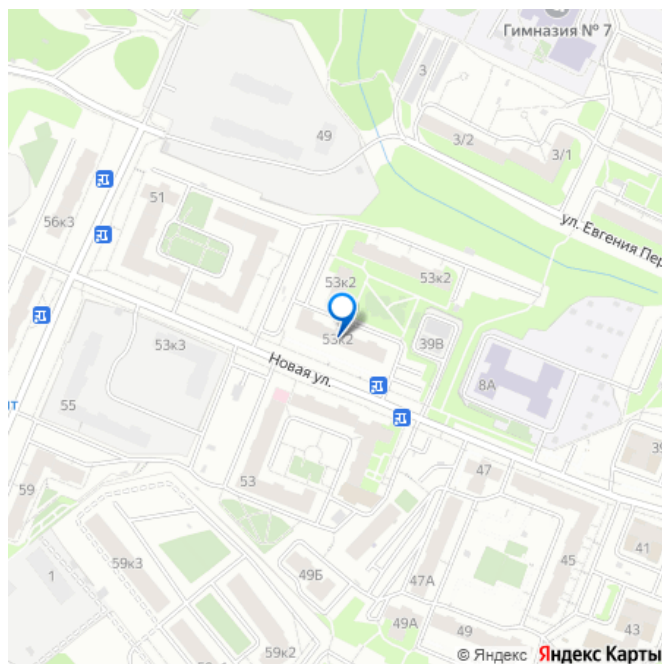 Гимназия № 7
3
49
3/2
3/1
51
56к3
ул. Евгения Пер
53к2
53к2
53к2
39В
53к3
Новая ул.
8А
55
нт
39
59
53
47
59к3
49Б
47А
45
41
1
49А
49
43
59к2
© Яндекс Яндекс Карты